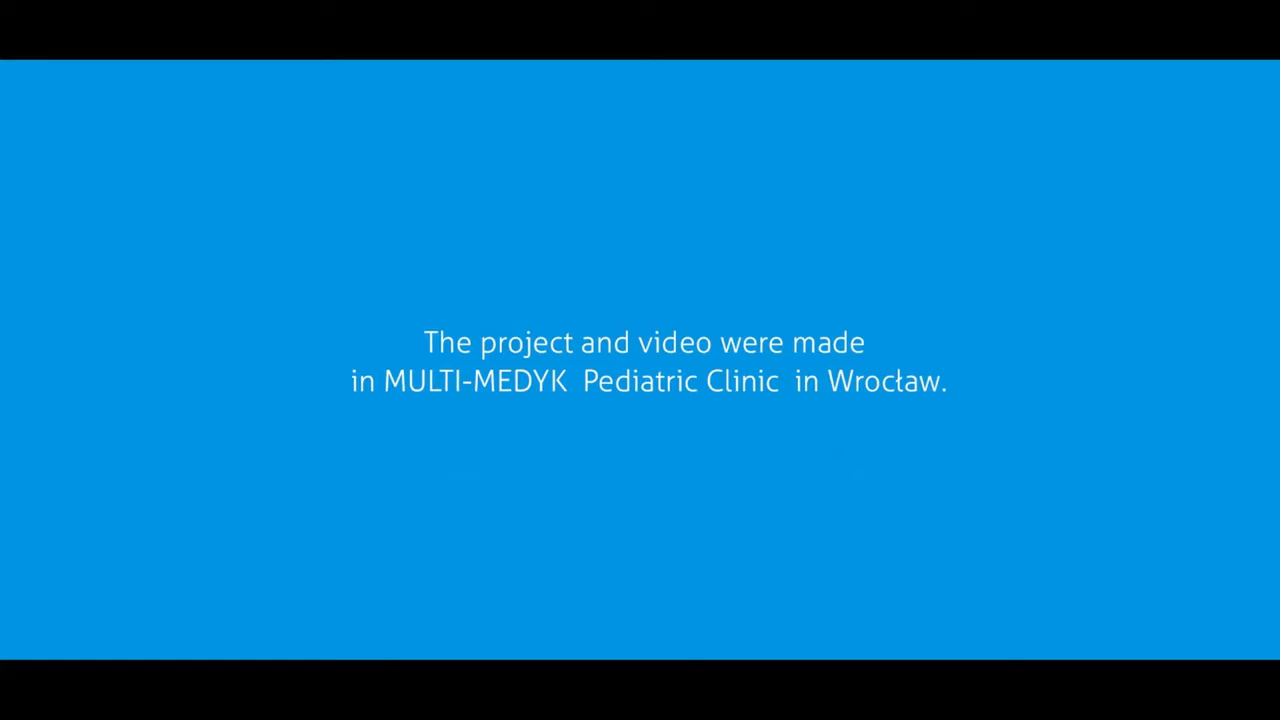 The project and video were made
in MULTI-MEDYK Pediatric Clinic in Wrocław.